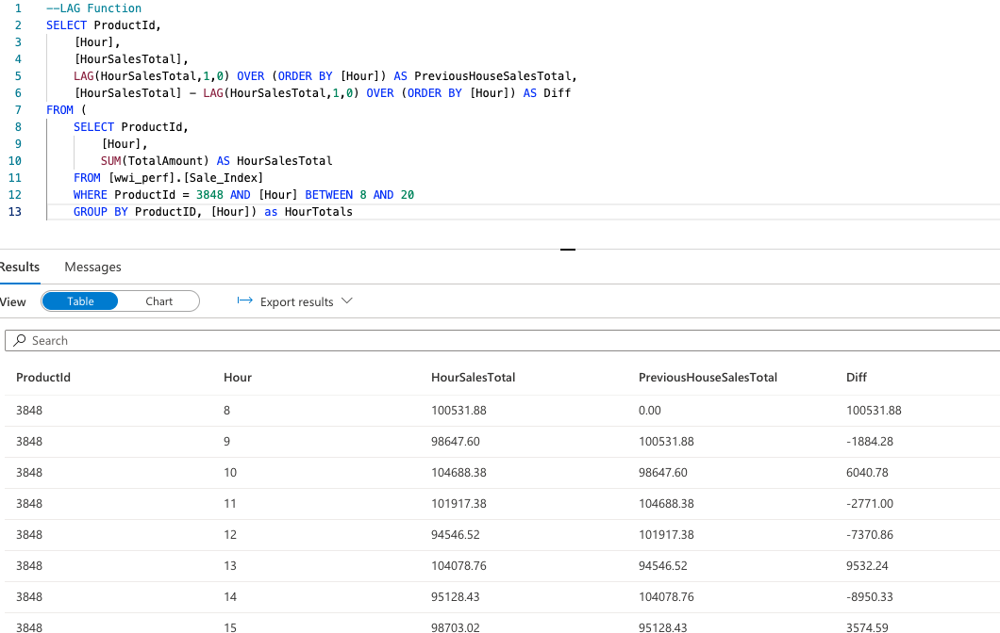 1 --LAG Function
2 SELECT ProductId,
3 [Hour],
4 [HourSalesTotal],
5 LAG(HourSalesTotal,1,0) OVER (ORDER BY [Hour]) AS PreviousHouseSalesTotal,
6 [HourSalesTotal] - LAG(HourSalesTotal,1,0) OVER (ORDER BY [Hour]) AS Diff
7 FROM (
8 SELECT ProductId,
9 [Hour],
10 SUM(TotalAmount) AS HourSalesTotal
11 FROM [wwi_perf].[Sale_Index]
12 WHERE ProductId = 3848 AND [Hour] BETWEEN 8 AND 20
13 GROUP BY ProductID, [Hour]) as HourTotals
Results Messages
View Table Chart Export results
Search
ProductId Hour HourSalesTotal PreviousHouseSalesTotal Diff
3848 8 100531.88 0.00 100531.88
3848 9 98647.60 100531.88 -1884.28
3848 10 104688.38 98647.60 6040.78
3848 11 101917.38 104688.38 -2771.00
3848 12 94546.52 101917.38 -7370.86
3848 13 104078.76 94546.52 9532.24
3848 14 95128.43 104078.76 -8950.33
3848 15 98703.02 95128.43 3574.59